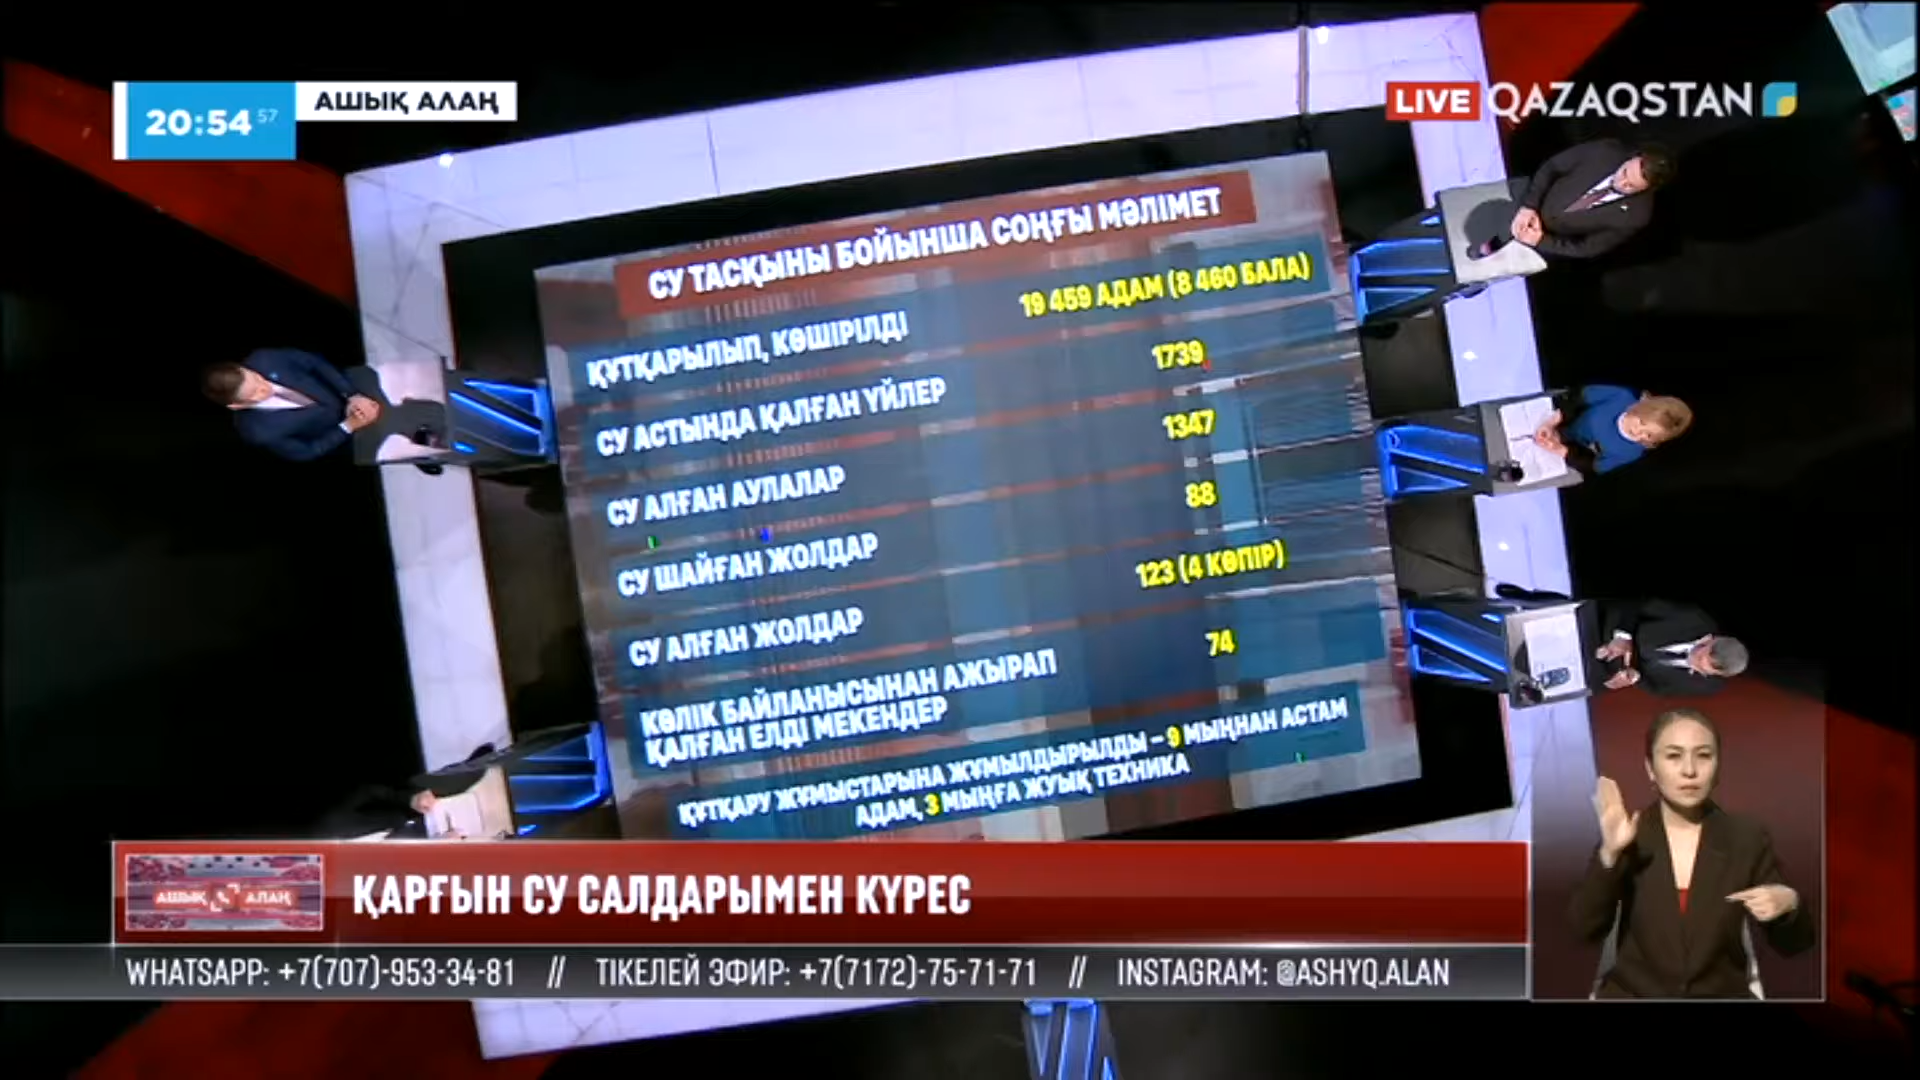 20:54 57
АШЫҚ АЛАҢ
LIVE QAZAQSTAN
СУ ТАСҚЫНЫ БОЙЫНША СОҢҒЫ МӘЛІМЕТ
ҚҰТҚАРЫЛЫП, КӨШІРІЛДІ 19 459 АДАМ (8 460 БАЛА)
СУ АСТЫНДА ҚАЛҒАН ҮЙЛЕР 1739
СУ АЛҒАН АУЛАЛАР 1347
СУ ШАЙҒАН ЖОЛДАР 88
СУ АЛҒАН ЖОЛДАР 123 (4 КӨПІР)
КӨЛІК БАЙЛАНЫСЫНАН АЖЫРАП
ҚАЛҒАН ЕЛДІ МЕКЕНДЕР 74
ҚҰТҚАРУ ЖҰМЫСТАРЫНА ЖҰМЫЛДЫРЫЛДЫ – 9 МЫҢНАН АСТАМ
АДАМ, 3 МЫҢҒА ЖУЫҚ ТЕХНИКА
АШЫҚ АЛАҢ
ҚАРҒЫН СУ САЛДАРЫМЕН КҮРЕС
WHATSAPP: +7(707)-953-34-81 // ТІКЕЛЕЙ ЭФИР: +7(7172)-75-71-71 // INSTAGRAM: @ASHYQ.ALAN